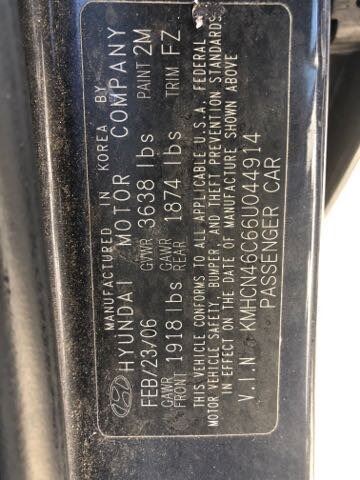 MANUFACTURED IN KOREA BY
HYUNDAI MOTOR COMPANY
FEB/23/06 GVWR 3638 lbs PAINT 2M
GAWR FRONT 1918 lbs GAWR REAR 1874 lbs TRIM FZ
THIS VEHICLE CONFORMS TO ALL APPLICABLE U.S.A. FEDERAL
MOTOR VEHICLE SAFETY, BUMPER, AND THEFT PREVENTION STANDARDS
IN EFFECT ON THE DATE OF MANUFACTURE SHOWN ABOVE
V.I.N KMHCN46C66U044914
PASSENGER CAR